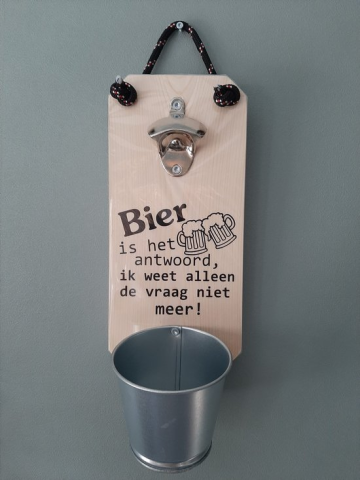 Bier
is het
antwoord,
ik weet alleen
de vraag niet
meer!